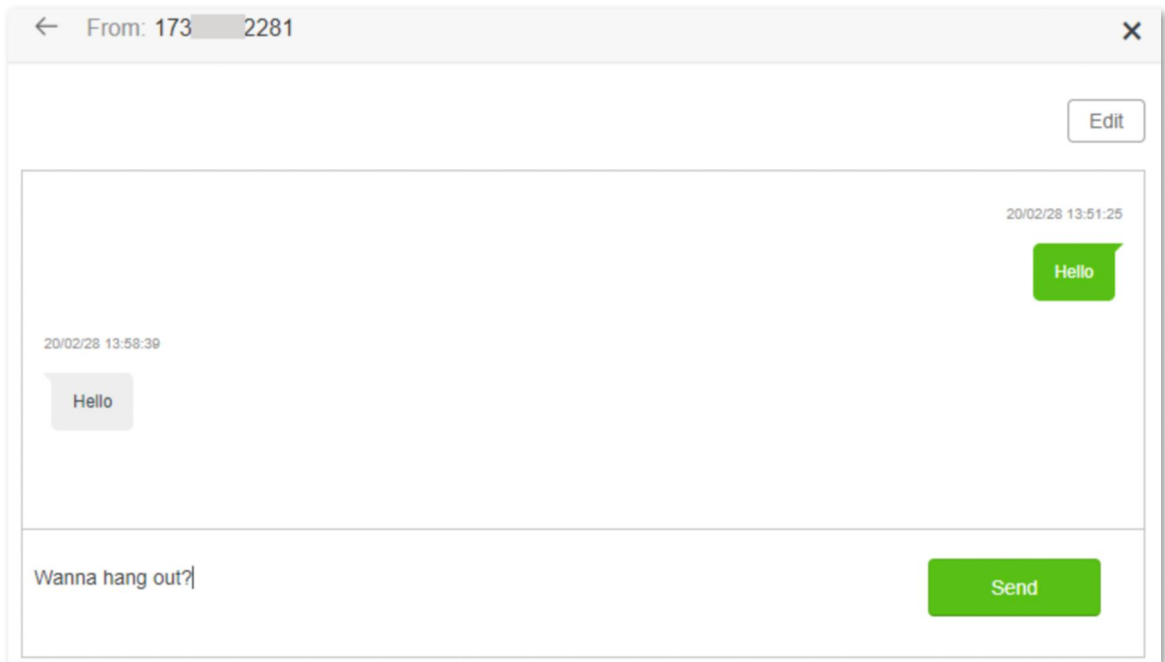 From: 173 2281
Edit
20/02/28 13:51:25
Hello
20/02/28 13:58:39
Hello
Wanna hang out?
Send